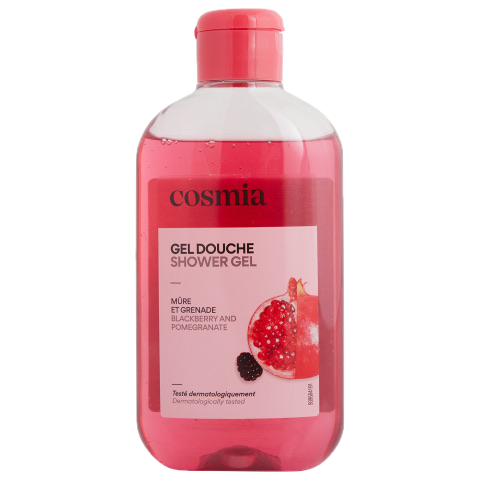 cosmia
GEL DOUCHE
SHOWER GEL
MÛRE
ET GRENADE
BLACKBERRY AND
POMEGRANATE
Testé dermatologiquement
Dermatologically tested